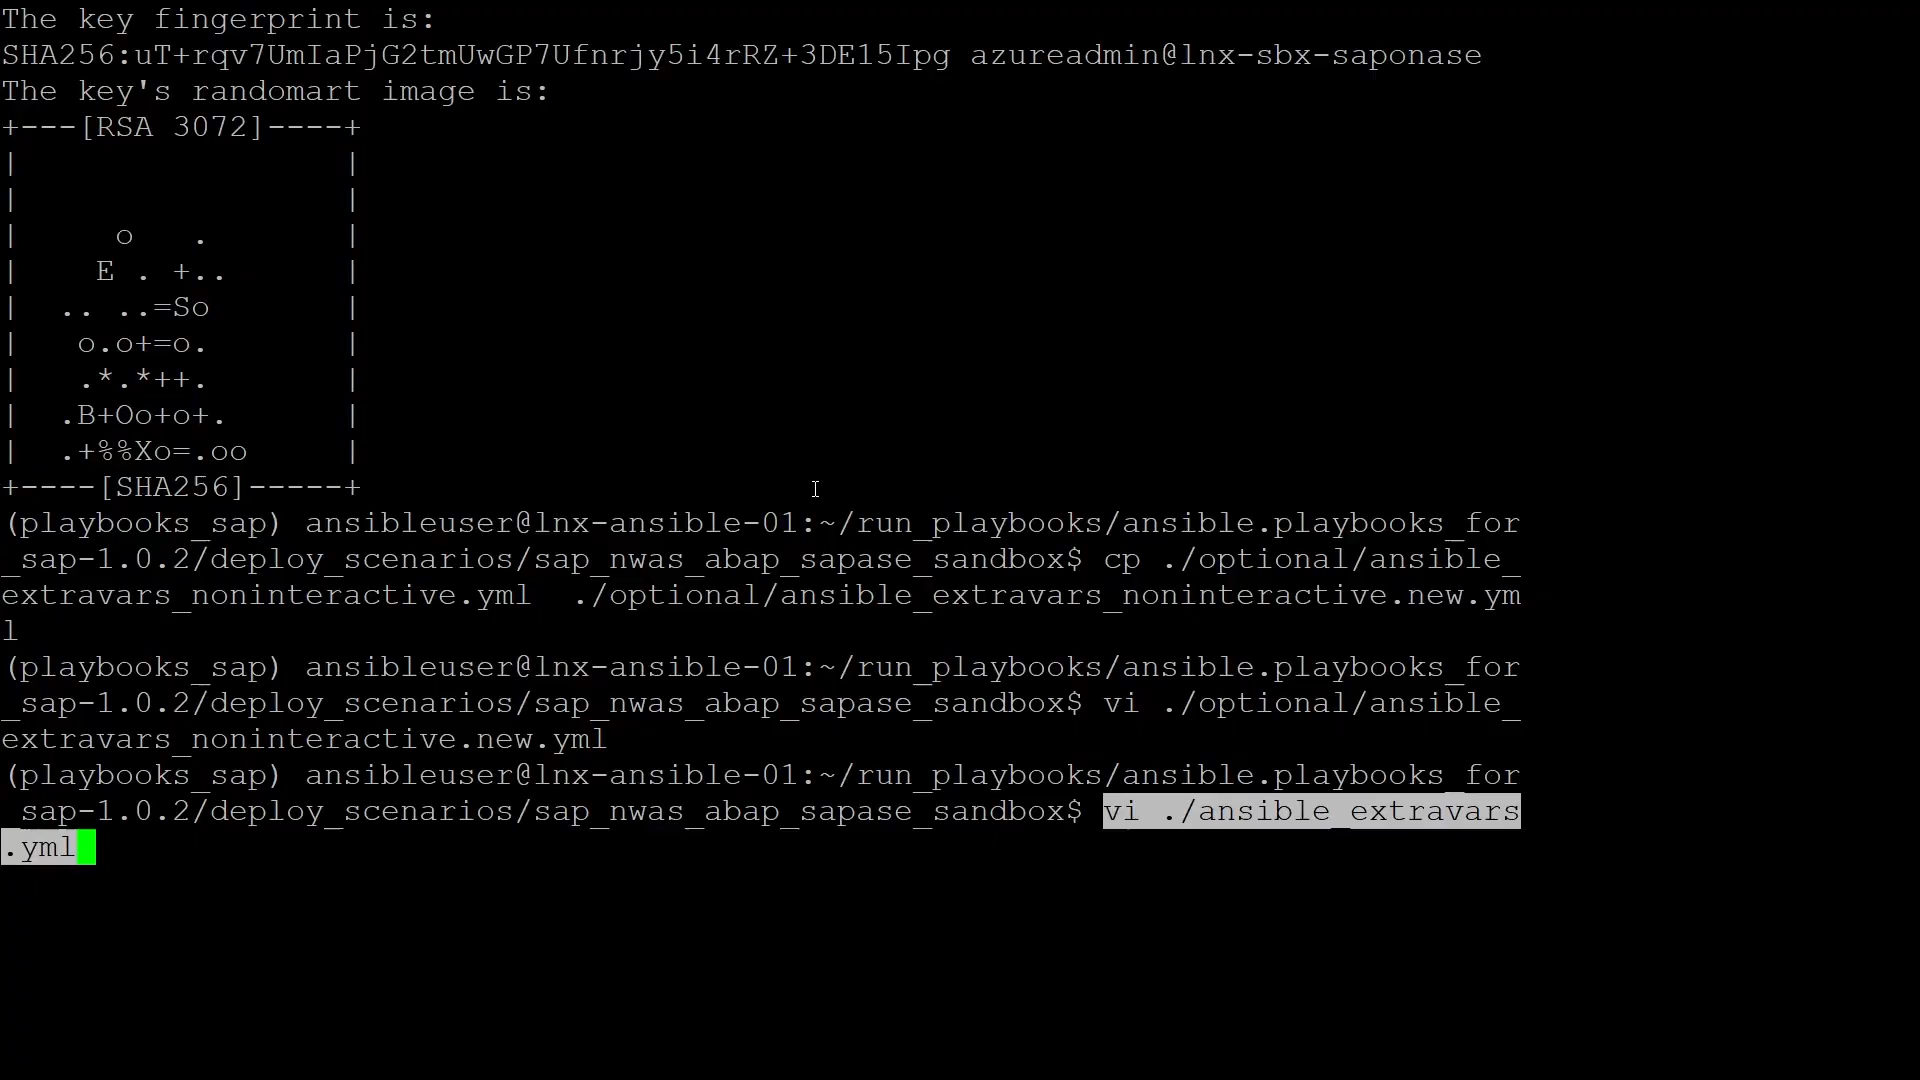 The key fingerprint is:
SHA256:uT+rqv7UmIaPjG2tmUwGP7Ufnrjy5i4rRZ+3DE15Ipg azureadmin@lnx-sbx-saponase
The key's randomart image is:
+---[RSA 3072]----+
|                 |
|                 |
|     o   .       |
|    E . +..      |
|  .. ..=So       |
|   o.o+=o.       |
|   .*.*++.       |
|  .B+Oo+o+.      |
|  .+%%Xo=.oo     |
+----[SHA256]-----+
(playbooks_sap) ansibleuser@lnx-ansible-01:~/run_playbooks/ansible.playbooks_for
_sap-1.0.2/deploy_scenarios/sap_nwas_abap_sapase_sandbox$ cp ./optional/ansible_
extravars_noninteractive.yml  ./optional/ansible_extravars_noninteractive.new.ym
l
(playbooks_sap) ansibleuser@lnx-ansible-01:~/run_playbooks/ansible.playbooks_for
_sap-1.0.2/deploy_scenarios/sap_nwas_abap_sapase_sandbox$ vi ./optional/ansible_
extravars_noninteractive.new.yml
(playbooks_sap) ansibleuser@lnx-ansible-01:~/run_playbooks/ansible.playbooks_for
_sap-1.0.2/deploy_scenarios/sap_nwas_abap_sapase_sandbox$ vi ./ansible_extravars
.yml